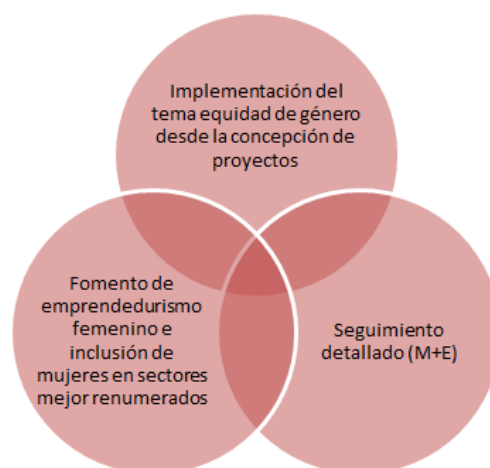 Implementación del
tema equidad de género
desde la concepción de
proyectos
Fomento de
emprendedurismo
femenino e
inclusión de
mujeres en sectores
mejor renumerados
Seguimiento
detallado (M+E)